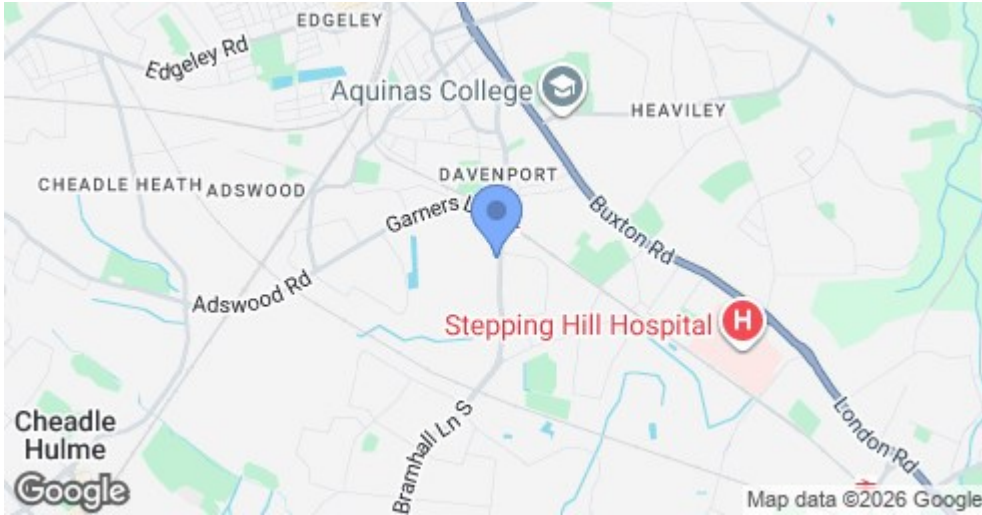 EDGELEY
Edgeley Rd
Aquinas College
HEAVILEY
DAVENPORT
CHEADLE HEATH
ADSWOOD
Garners L
Buxton Rd
Adswood Rd
Stepping Hill Hospital
H
Cheadle
Hulme
Bramhall Ln S
London Rd
Google
Map data ©2026 Google